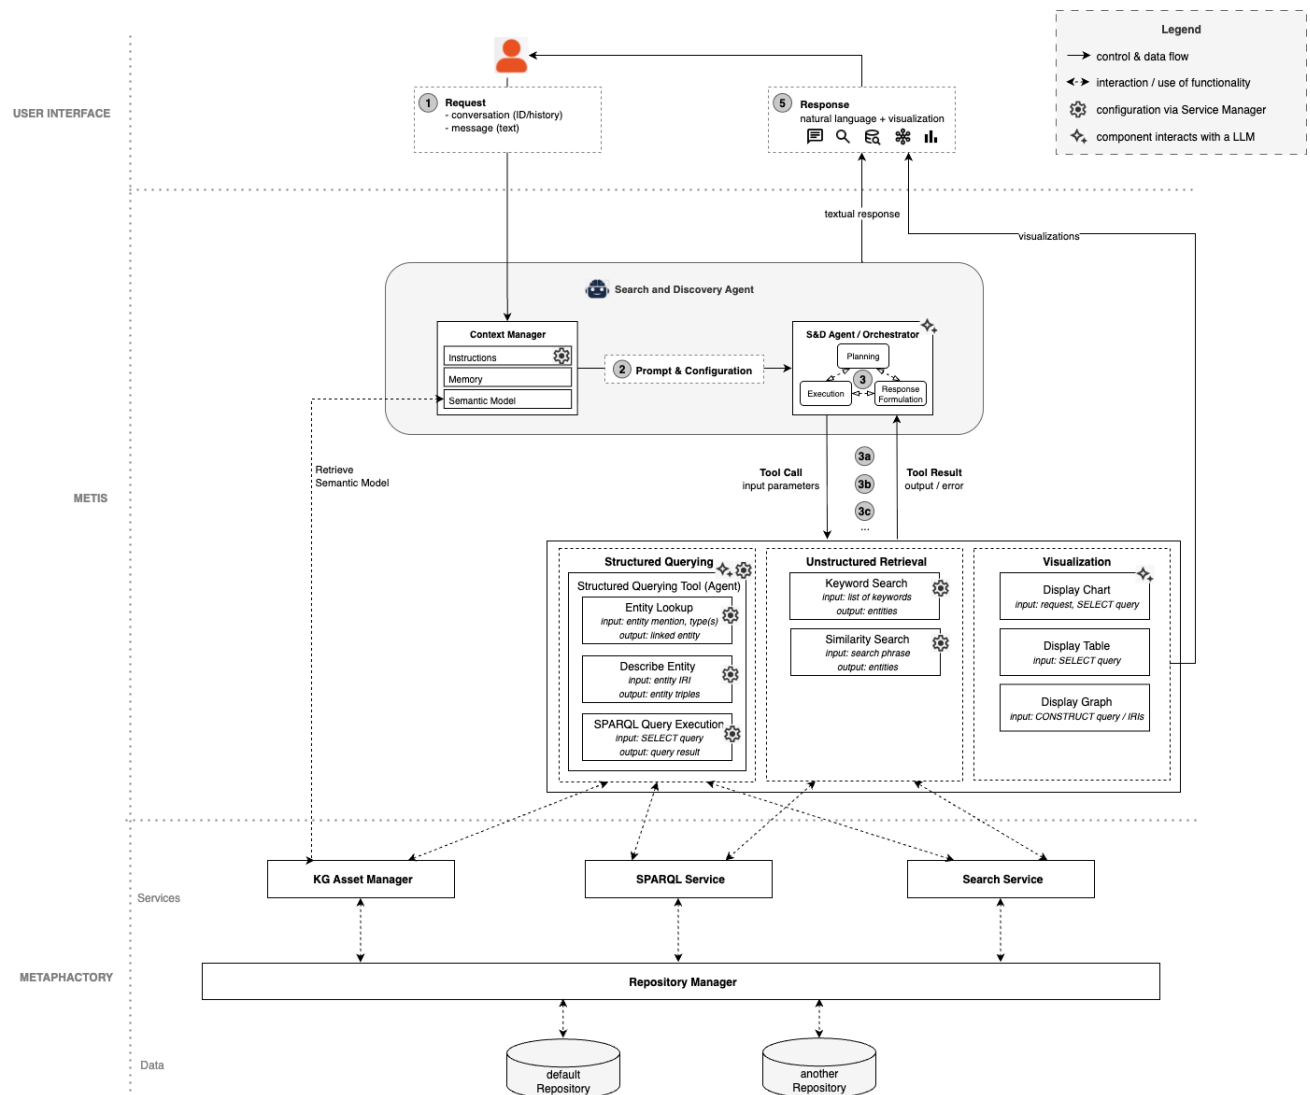 Legend
control & data flow
interaction / use of functionality
configuration via Service Manager
component interacts with a LLM
USER INTERFACE
1
Request
- conversation (ID/history)
- message (text)
5
Response
natural language + visualization
textual response
visualizations
METIS
Search and Discovery Agent
Context Manager
Instructions
Memory
Semantic Model
2
Prompt & Configuration
S&D Agent / Orchestrator
Planning
3
Execution
Response
Formulation
Retrieve
Semantic Model
Tool Call
input parameters
3a
3b
3c
...
Tool Result
output / error
Structured Querying
Structured Querying Tool (Agent)
Entity Lookup
input: entity mention, type(s)
output: linked entity
Describe Entity
input: entity IRI
output: entity triples
SPARQL Query Execution
input: SELECT query
output: query result
Unstructured Retrieval
Keyword Search
input: list of keywords
output: entities
Similarity Search
input: search phrase
output: entities
Visualization
Display Chart
input: request, SELECT query
Display Table
input: SELECT query
Display Graph
input: CONSTRUCT query / IRIs
METAPHACTORY
Services
KG Asset Manager
SPARQL Service
Search Service
Repository Manager
Data
default
Repository
another
Repository